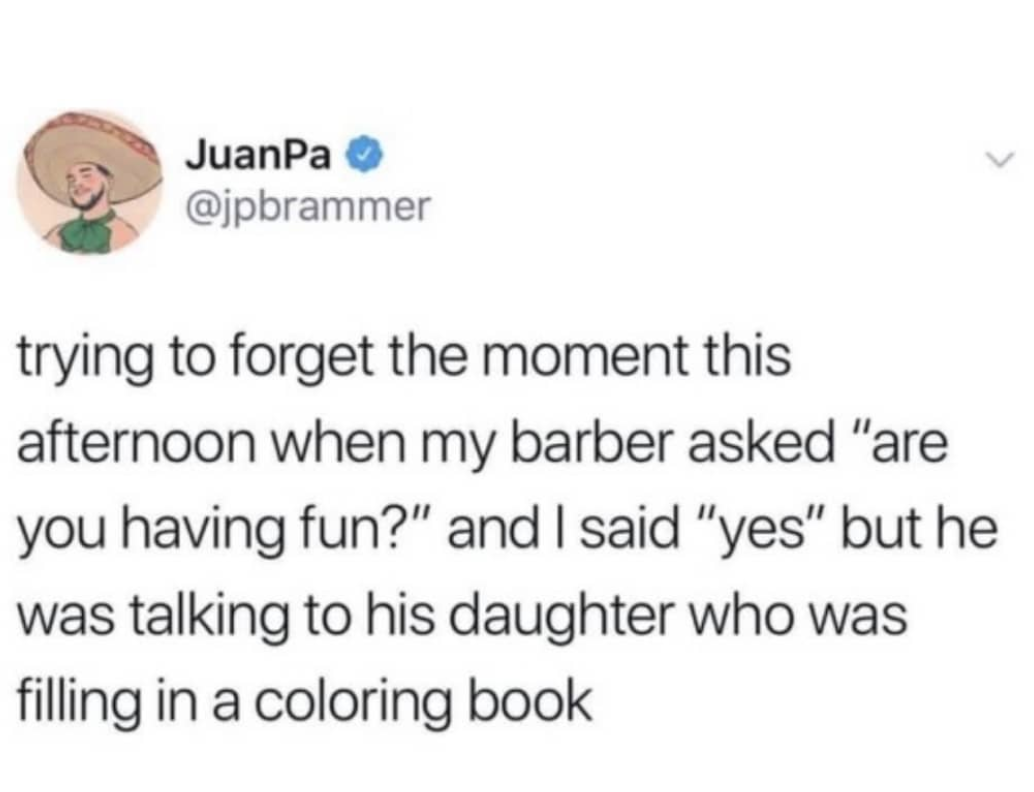 JuanPa
@jpbrammer
trying to forget the moment this
afternoon when my barber asked "are
you having fun?" and I said "yes" but he
was talking to his daughter who was
filling in a coloring book